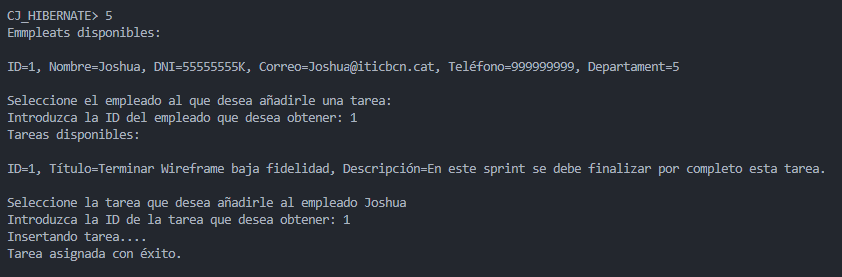 CJ_HIBERNATE> 5
Emmpleats disponibles:
ID=1, Nombre=Joshua, DNI=55555555K, Correo=Joshua@iticbcn.cat, Teléfono=999999999, Departament=5
Seleccione el empleado al que desea añadirle una tarea:
Introduzca la ID del empleado que desea obtener: 1
Tareas disponibles:
ID=1, Título=Terminar Wireframe baja fidelidad, Descripción=En este sprint se debe finalizar por completo esta tarea.
Seleccione la tarea que desea añadirle al empleado Joshua
Introduzca la ID de la tarea que desea obtener: 1
Insertando tarea....
Tarea asignada con éxito.